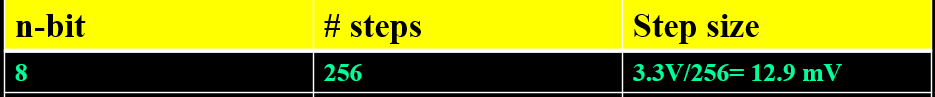 n-bit # steps Step size
8 256 3.3V/256= 12.9 mV